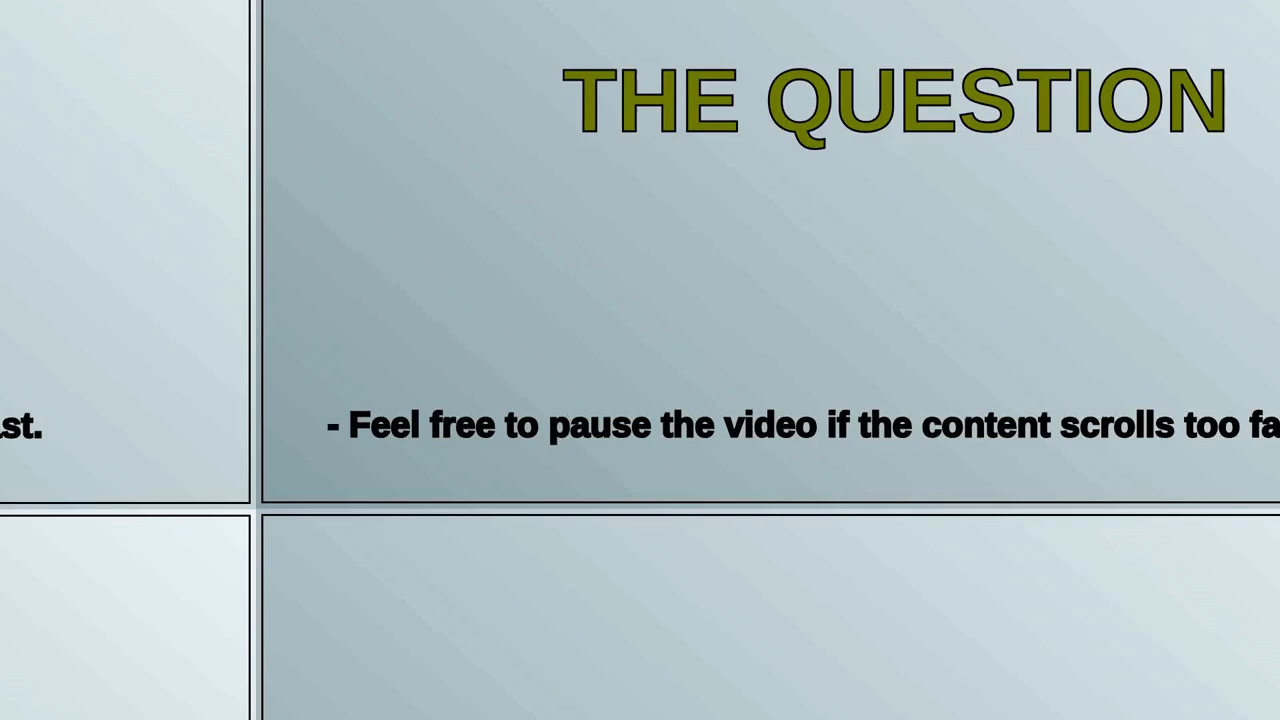 THE QUESTION
st.
- Feel free to pause the video if the content scrolls too fa